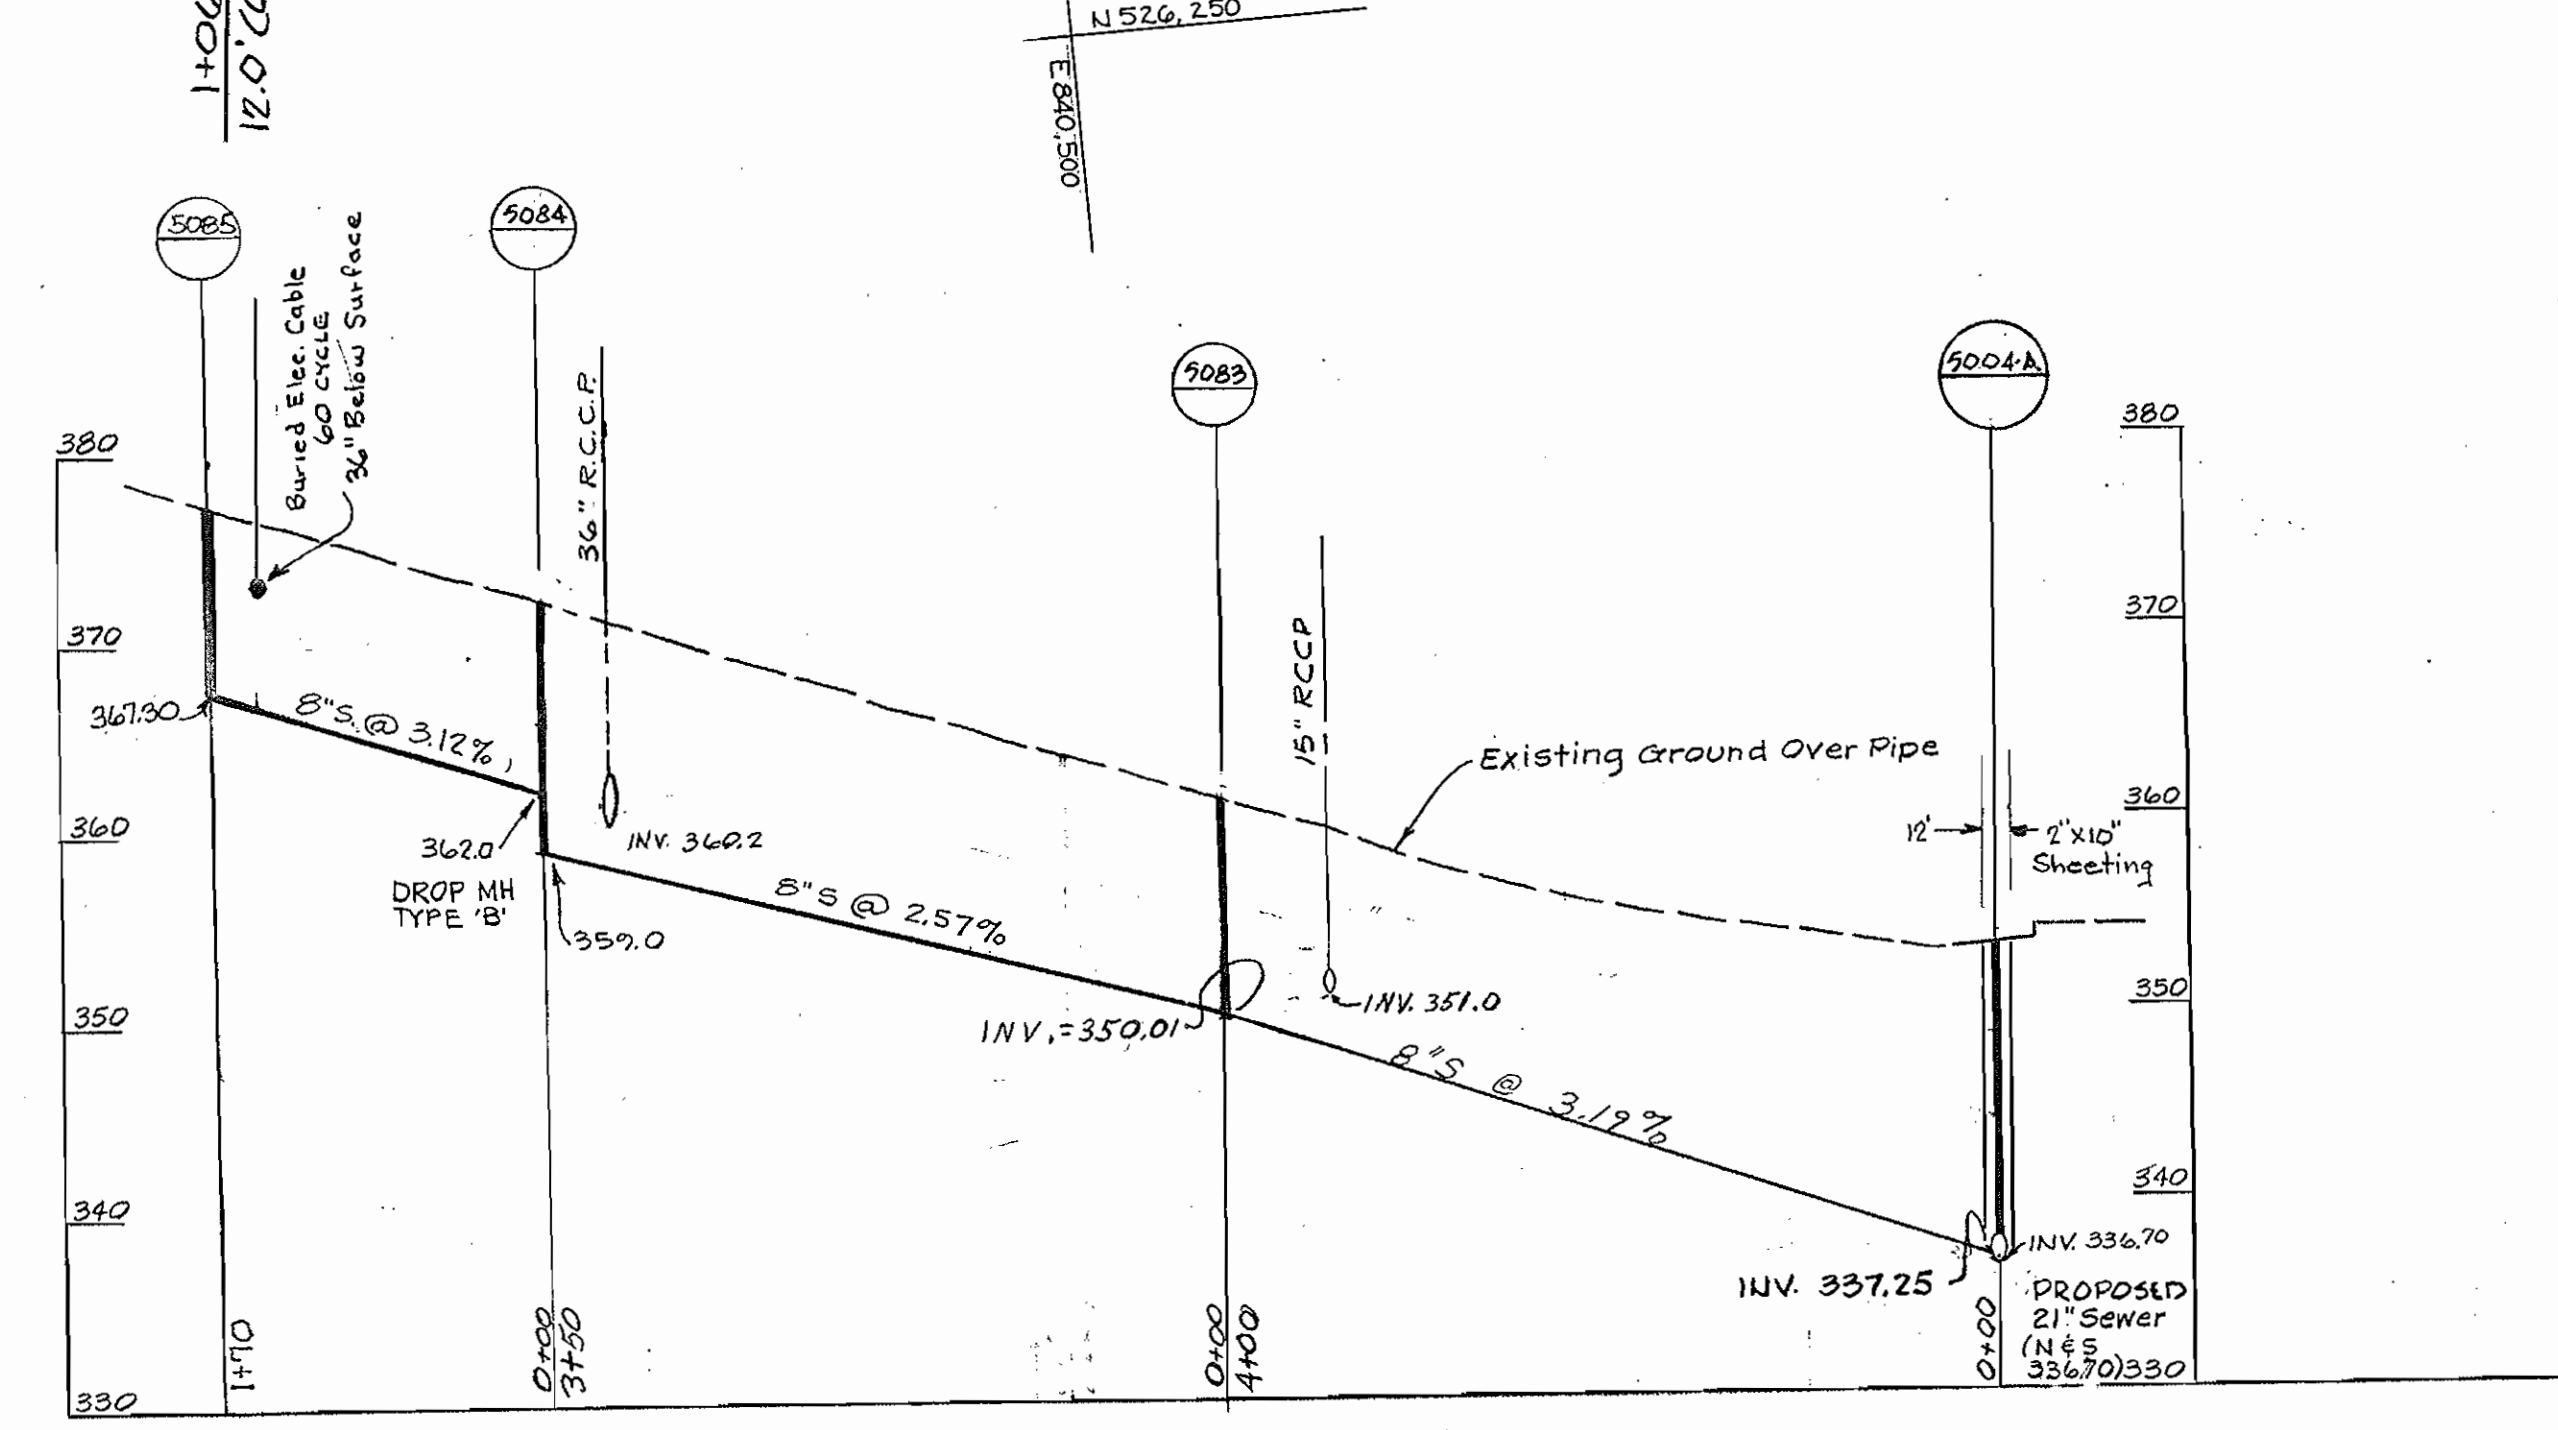 1+0
12.0'
N 526,250
E 840,500
5085
5084
5083
5004-A
Buried Elec. Cable
60 CYCLE
36" Below Surface
36" R.C.C.P.
15" RCCP
380
370
360
350
340
330
380
370
360
350
340
367.30
8"S. @ 3.12%
362.0
DROP MH
TYPE 'B'
INV. 360.2
359.0
8"S @ 2.57%
INV. = 350.01
INV. 351.0
8"S @ 3.19%
Existing Ground Over Pipe
12'
2"X10"
Sheeting
INV. 337.25
INV. 336.70
PROPOSED
21" Sewer
(N & S
336.70) 330
1+70
0+00
3+50
0+00
4+00
0+00